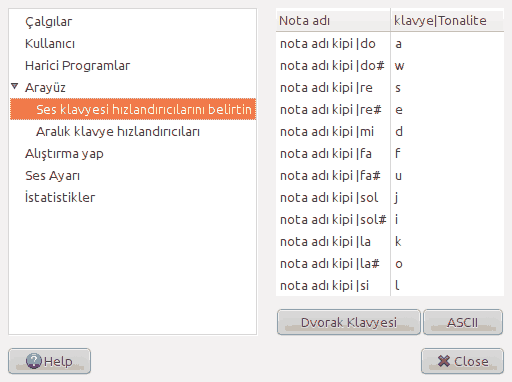 Çalgılar
Kullanıcı
Harici Programlar
Arayüz
Ses klavyesi hızlandırıcılarını belirtin
Aralık klavye hızlandırıcıları
Alıştırma yap
Ses Ayarı
İstatistikler
Nota adı klavye|Tonalite
nota adı kipi |do a
nota adı kipi |do# w
nota adı kipi |re s
nota adı kipi |re# e
nota adı kipi |mi d
nota adı kipi |fa f
nota adı kipi |fa# u
nota adı kipi |sol j
nota adı kipi |sol# i
nota adı kipi |la k
nota adı kipi |la# o
nota adı kipi |si l
Dvorak Klavyesi ASCII
Help Close